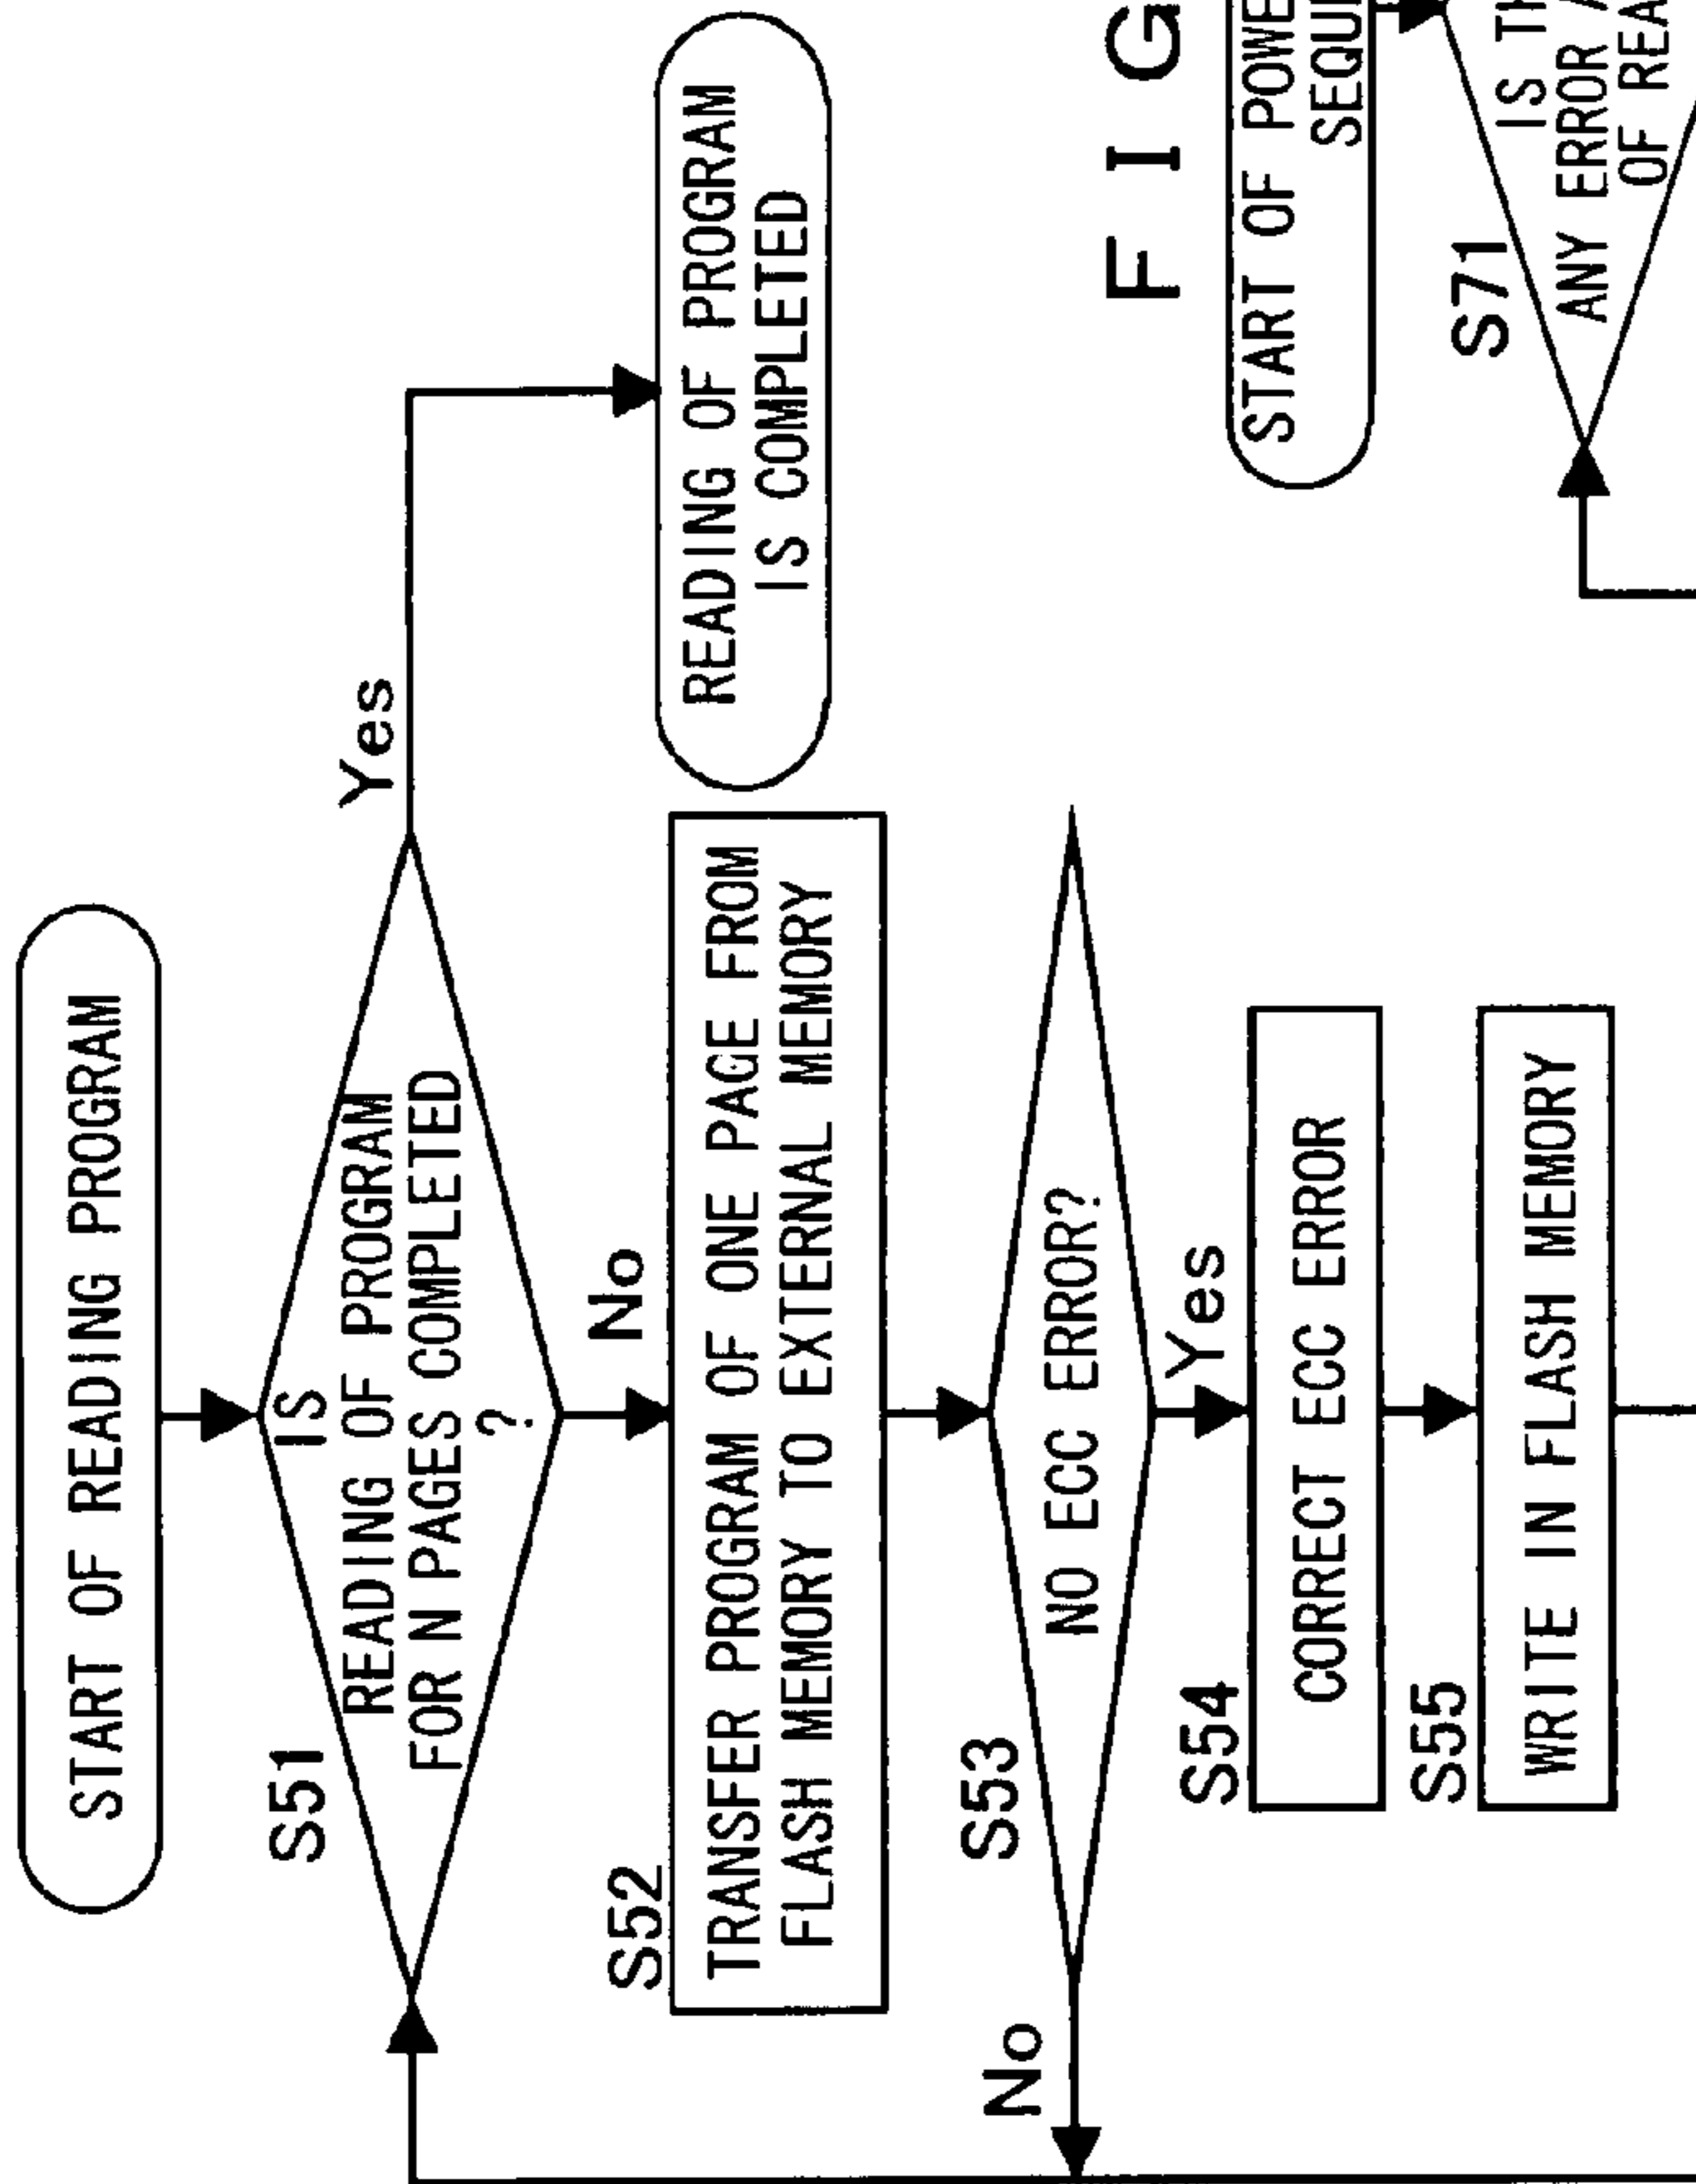 START OF READING PROGRAM
S51
IS
READING OF PROGRAM
FOR N PAGES COMPLETED
?
Yes
No
READING OF PROGRAM
IS COMPLETED
S52
TRANSFER PROGRAM OF ONE PAGE FROM
FLASH MEMORY TO EXTERNAL MEMORY
S53
NO ECC ERROR?
No
Yes
S54
CORRECT ECC ERROR
S55
WRITE IN FLASH MEMORY
FIG
START OF POWE
SEQU
S71
IS TH
ANY ERROR
OF REA